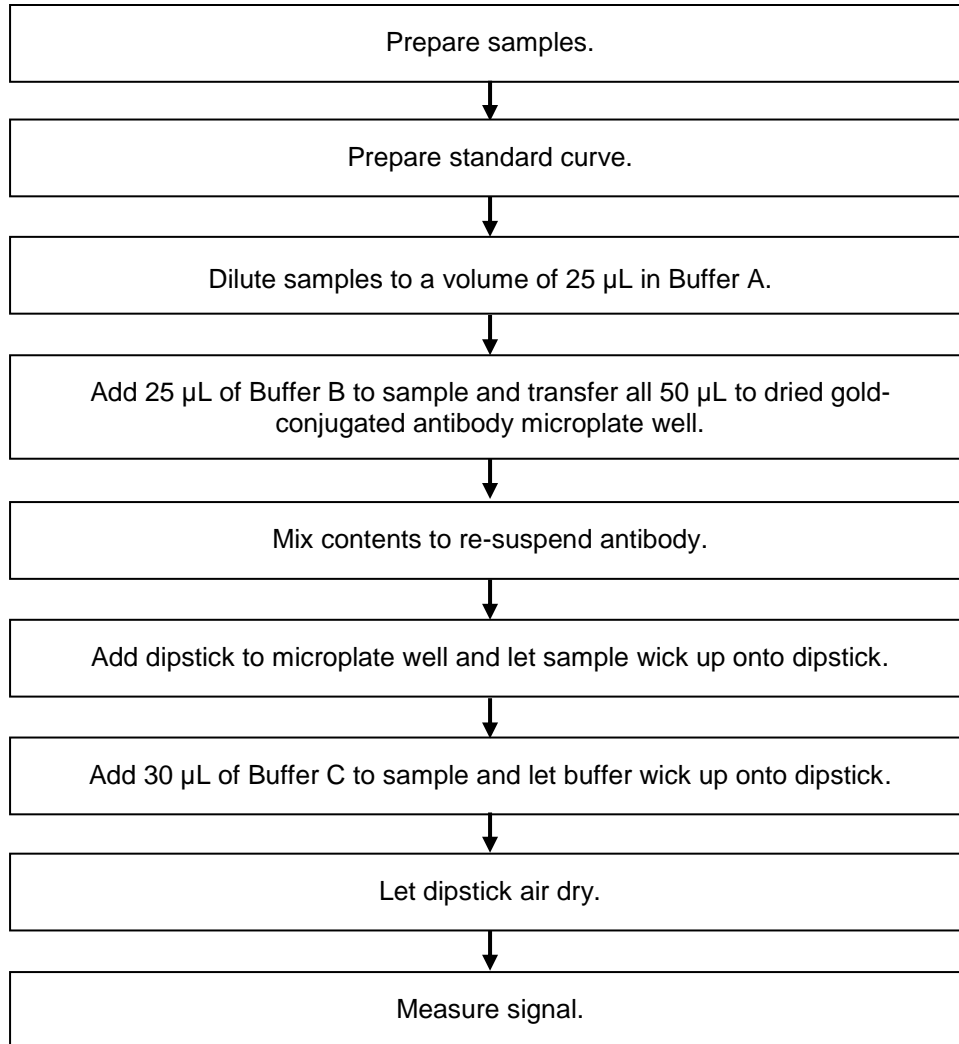 Prepare samples.
Prepare standard curve.
Dilute samples to a volume of 25 µL in Buffer A.
Add 25 µL of Buffer B to sample and transfer all 50 µL to dried gold-
conjugated antibody microplate well.
Mix contents to re-suspend antibody.
Add dipstick to microplate well and let sample wick up onto dipstick.
Add 30 µL of Buffer C to sample and let buffer wick up onto dipstick.
Let dipstick air dry.
Measure signal.